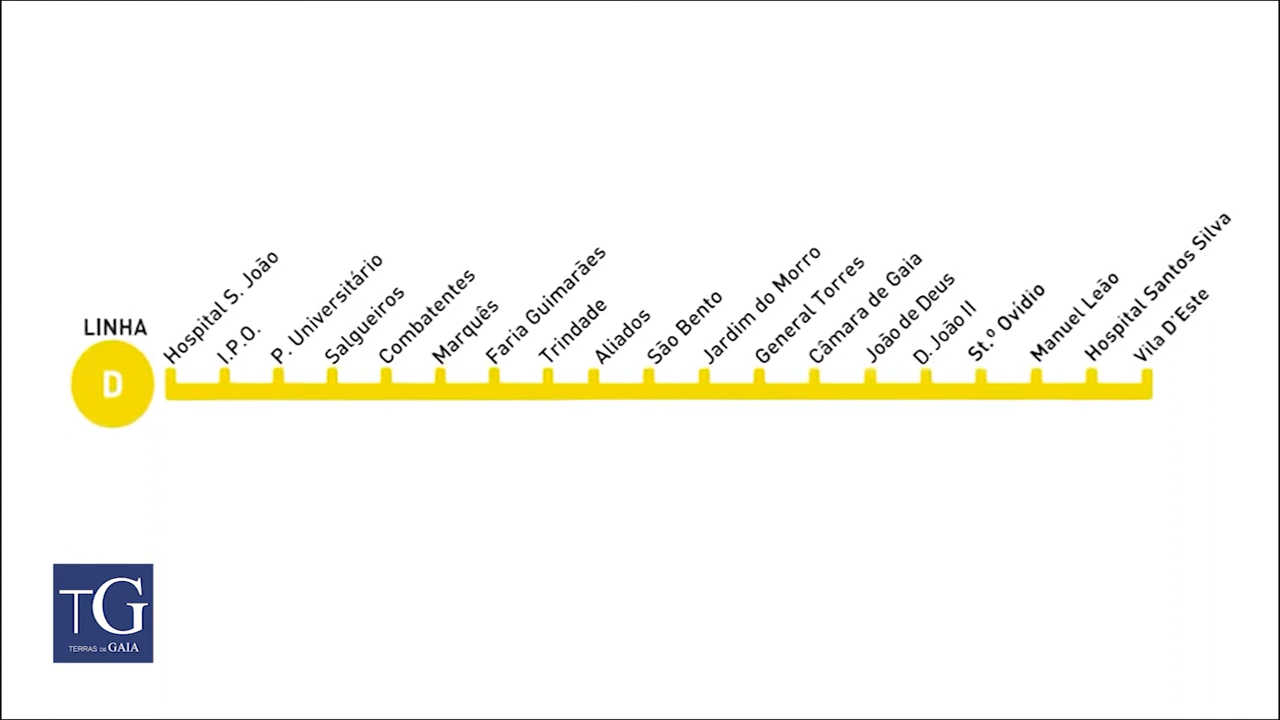 LINHA
D
Hospital S. João
I.P.O.
P. Universitário
Salgueiros
Combatentes
Marquês
Faria Guimarães
Trindade
Aliados
São Bento
Jardim do Morro
General Torres
Câmara de Gaia
João de Deus
D. João II
St.º Ovídio
Manuel Leão
Hospital Santos Silva
Vila D'Este
TG
TERRAS DE GAIA